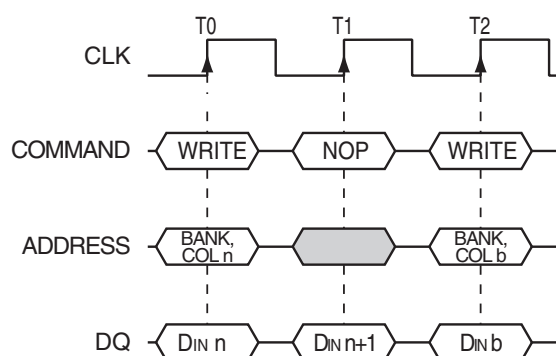 T0 T1 T2
CLK
COMMAND WRITE NOP WRITE
ADDRESS BANK, COL n BANK, COL b
DQ DIN n DIN n+1 DIN b